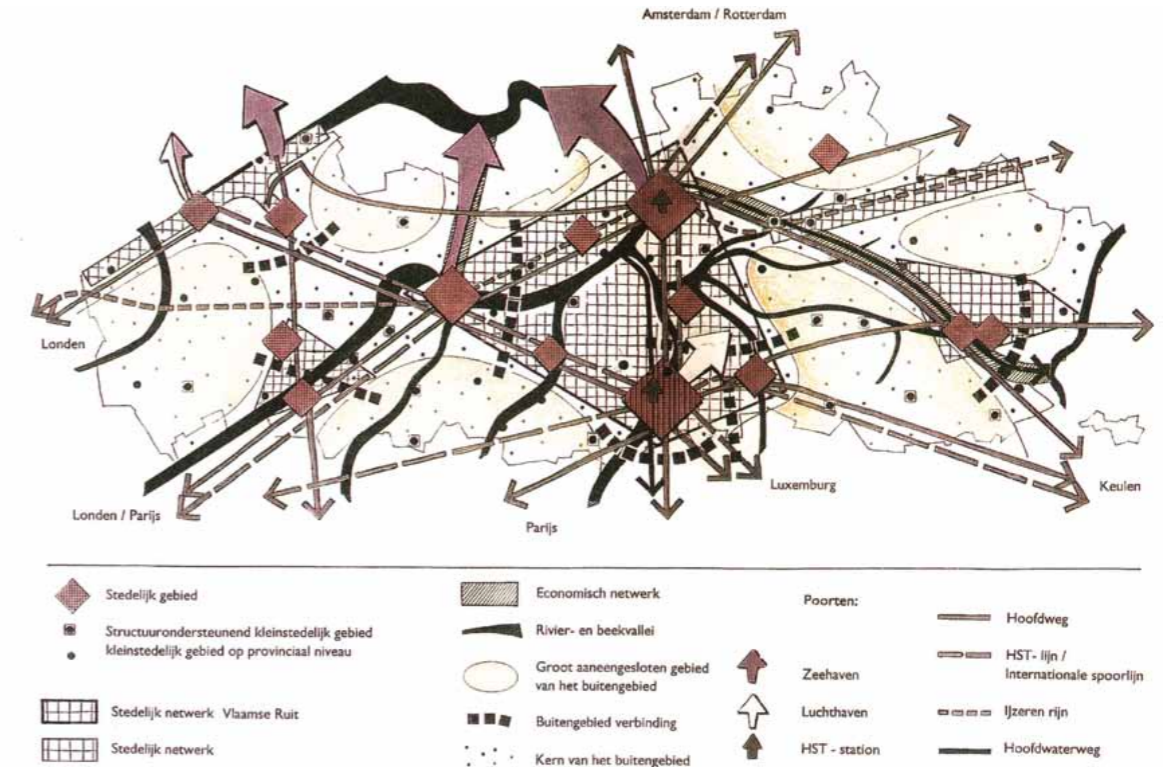 Amsterdam / Rotterdam
Londen
Londen / Parijs
Parijs
Luxemburg
Keulen
Stedelijk gebied
Structuurondersteunend kleinstedelijk gebied
kleinstedelijk gebied op provinciaal niveau
Stedelijk netwerk Vlaamse Ruit
Stedelijk netwerk
Economisch netwerk
Rivier- en beekvallei
Groot aaneengesloten gebied
van het buitengebied
Buitengebied verbinding
Kern van het buitengebied
Poorten:
Zeehaven
Luchthaven
HST - station
Hoofdweg
HST- lijn /
Internationale spoorlijn
IJzeren rijn
Hoofdwaterweg